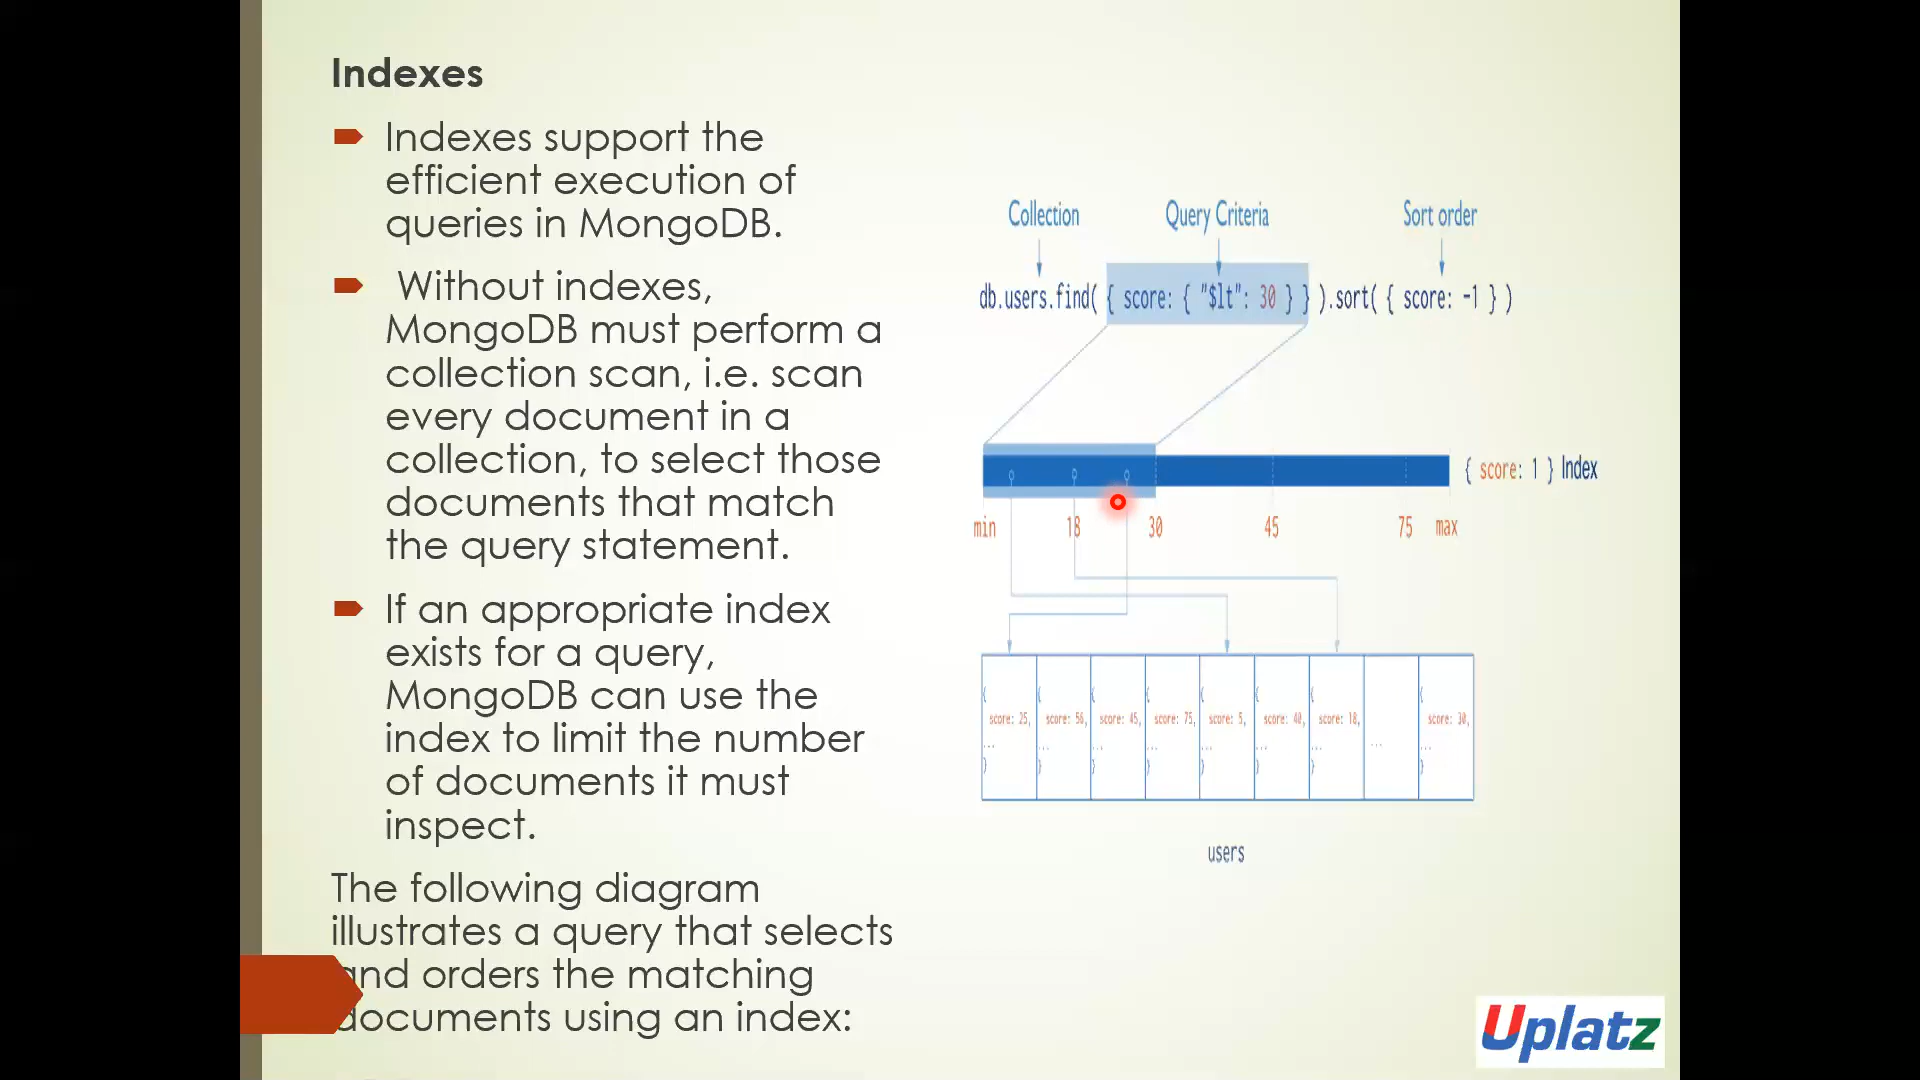 Indexes
Indexes support the
efficient execution of
queries in MongoDB.
Without indexes,
MongoDB must perform a
collection scan, i.e. scan
every document in a
collection, to select those
documents that match
the query statement.
If an appropriate index
exists for a query,
MongoDB can use the
index to limit the number
of documents it must
inspect.
The following diagram
illustrates a query that selects
and orders the matching
documents using an index:
Collection Query Criteria Sort order
db.users.find( { score: { "$lt": 30 } } ).sort( { score: -1 } )
{ score: 1 } Index
min 18 30 45 75 max
{ { { { { { { {
score: 25, score: 56, score: 45, score: 75, score: 5, score: 40, score: 18, score: 30,
... ... ... ... ... ... ... ... ...
} } } } } } } }
users
Uplatz